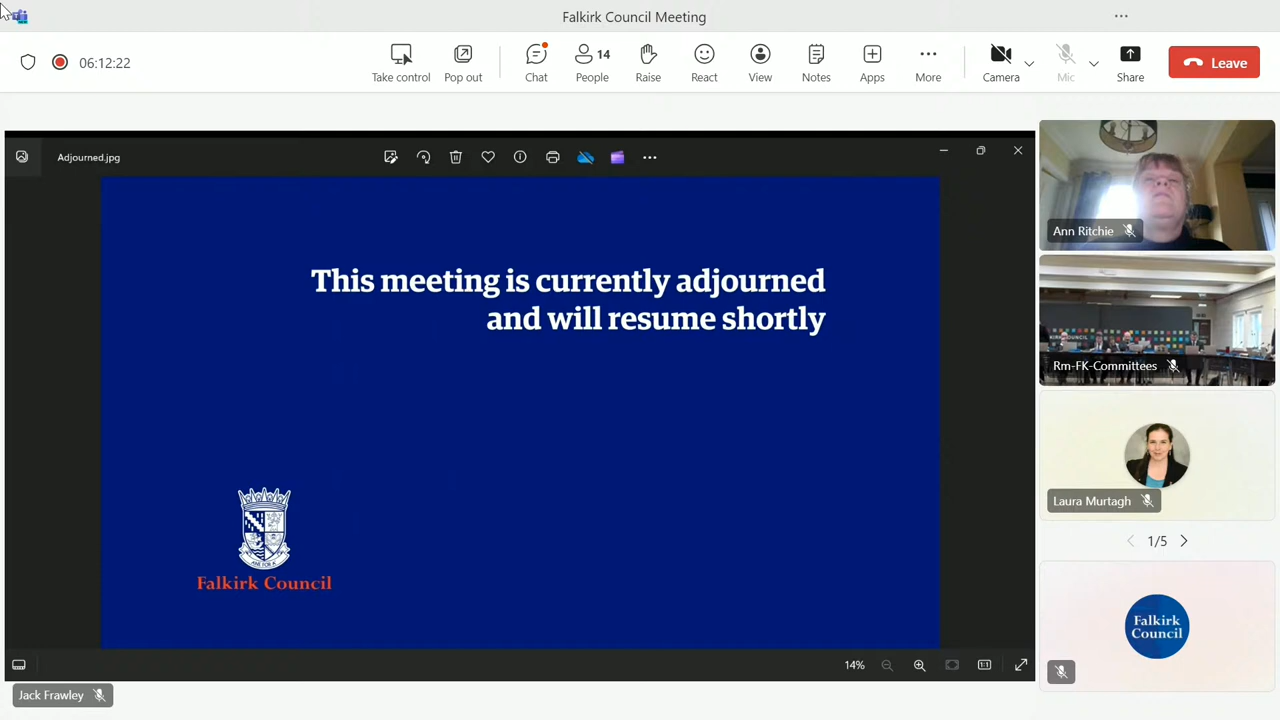 Falkirk Council Meeting
06:12:22
Take control
Pop out
Chat
14
People
Raise
React
View
Notes
Apps
More
Camera
Mic
Share
Leave
Adjourned.jpg
This meeting is currently adjourned
and will resume shortly
Falkirk Council
14%
1:1
Jack Frawley
Ann Ritchie
Rm-FK-Committees
Laura Murtagh
1/5
Falkirk
Council